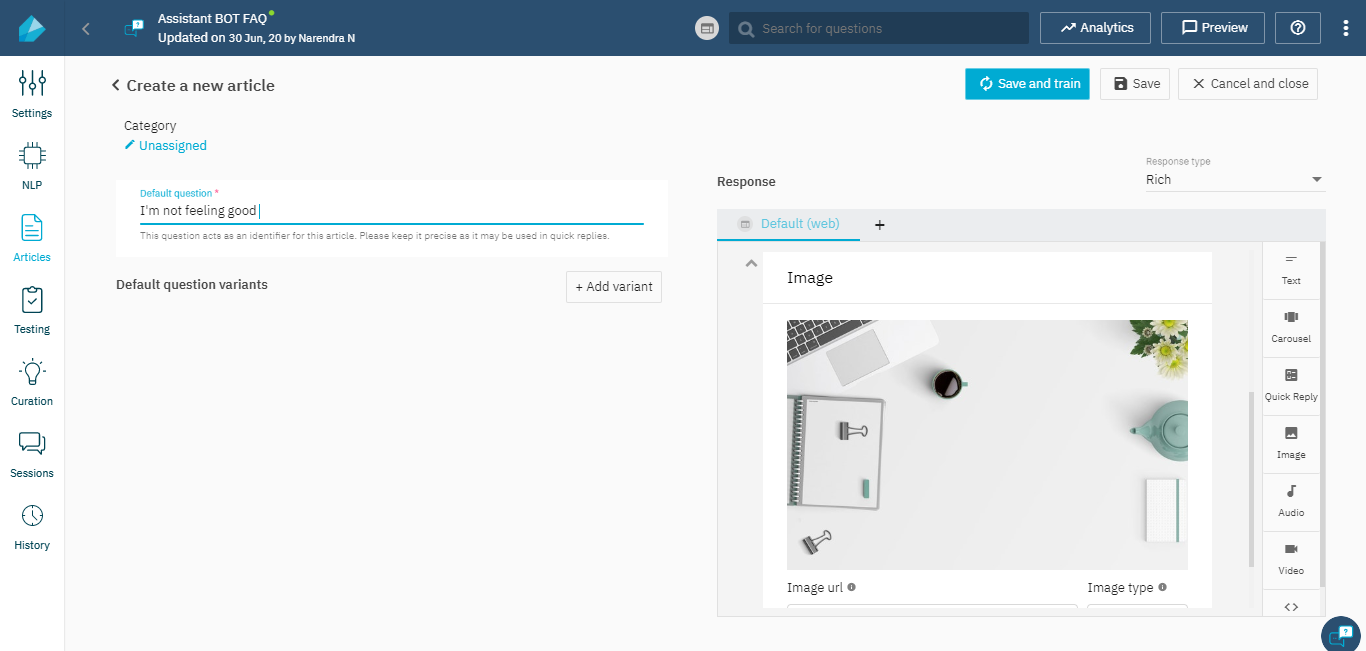 Assistant BOT FAQ
Updated on 30 Jun, 20 by Narendra N
Search for questions
Analytics
Preview
Settings
NLP
Articles
Testing
Curation
Sessions
History
Create a new article
Save and train
Save
Cancel and close
Category
Unassigned
Default question *
I'm not feeling good
This question acts as an identifier for this article. Please keep it precise as it may be used in quick replies.
Default question variants
+ Add variant
Response
Response type
Rich
Default (web)
+
Image
Image url
Image type
Text
Carousel
Quick Reply
Image
Audio
Video